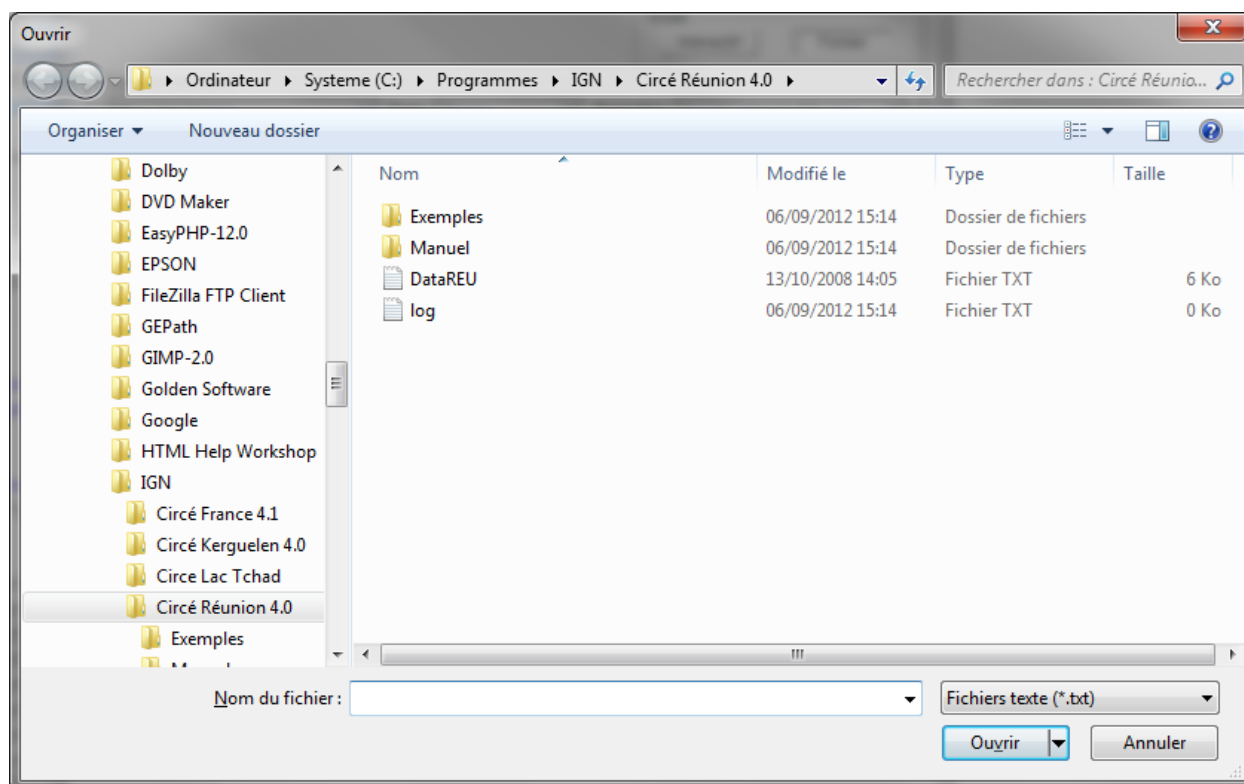 Ouvrir
Ordinateur Systeme (C:) Programmes IGN Circé Réunion 4.0 Rechercher dans : Circé Réunio...
Organiser Nouveau dossier
Dolby
DVD Maker
EasyPHP-12.0
EPSON
FileZilla FTP Client
GEPath
GIMP-2.0
Golden Software
Google
HTML Help Workshop
IGN
Circé France 4.1
Circé Kerguelen 4.0
Circe Lac Tchad
Circé Réunion 4.0
Exemples
Nom Modifié le Type Taille
Exemples 06/09/2012 15:14 Dossier de fichiers
Manuel 06/09/2012 15:14 Dossier de fichiers
DataREU 13/10/2008 14:05 Fichier TXT 6 Ko
log 06/09/2012 15:14 Fichier TXT 0 Ko
Nom du fichier : Fichiers texte (*.txt)
Ouvrir Annuler